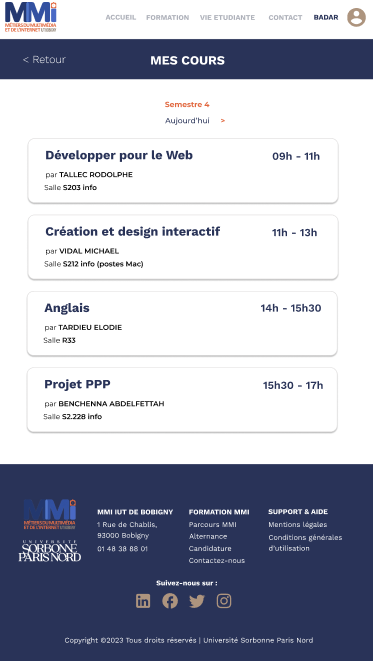 MMi
MÉTIERS DU MULTIMÉDIA
ET DE L'INTERNET
ACCUEIL FORMATION VIE ETUDIANTE CONTACT BADAR
< Retour
MES COURS
Semestre 4
Aujourd'hui >
Développer pour le Web
09h - 11h
par TALLEC RODOLPHE
Salle S203 info
Création et design interactif
11h - 13h
par VIDAL MICHAEL
Salle S212 info (postes Mac)
Anglais
14h - 15h30
par TARDIEU ELODIE
Salle R33
Projet PPP
15h30 - 17h
par BENCHENNA ABDELFETTAH
Salle S2.228 info
MMi
MÉTIERS DU MULTIMÉDIA
ET DE L'INTERNET
UNIVERSITÉ
SORBONNE
PARIS NORD
MMI IUT DE BOBIGNY
1 Rue de Chablis,
93000 Bobigny
01 48 38 88 01
FORMATION MMI
Parcours MMI
Alternance
Candidature
Contactez-nous
SUPPORT & AIDE
Mentions légales
Conditions générales
d'utilisation
Suivez-nous sur :
Copyright ©2023 Tous droits réservés | Université Sorbonne Paris Nord